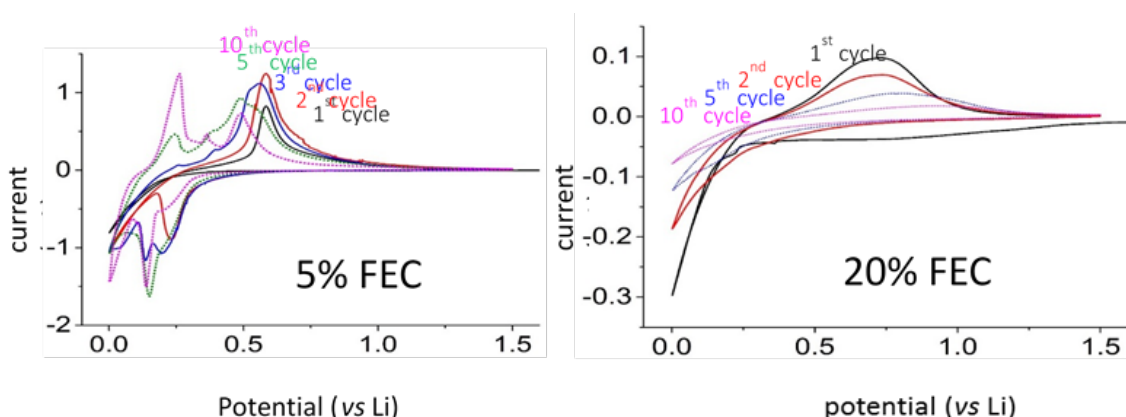 10th cycle
5th cycle
3rd cycle
2nd cycle
1st cycle
1
0
-1
-2
current
5% FEC
0.0 0.5 1.0 1.5
Potential (vs Li)
1st cycle
2nd cycle
5th cycle
10th cycle
0.1
0.0
-0.1
-0.2
-0.3
current
20% FEC
0.0 0.5 1.0 1.5
potential (vs Li)